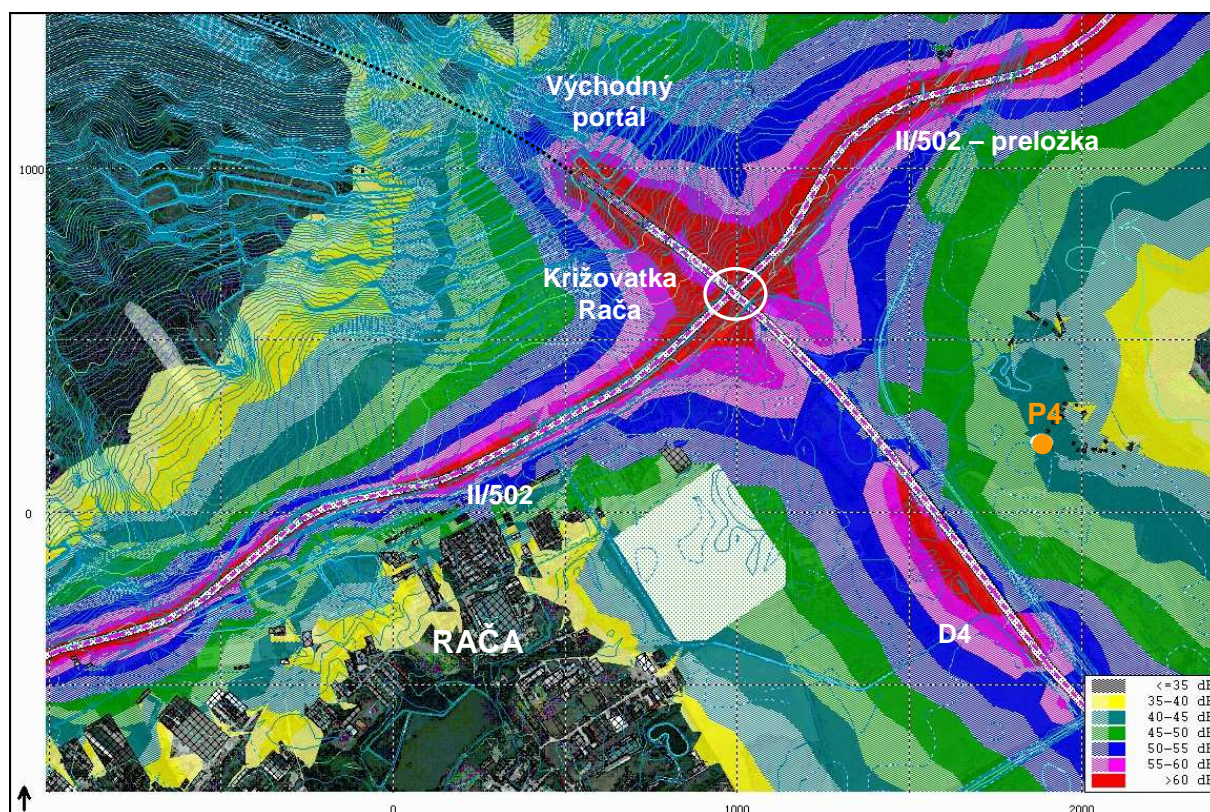 Východný
portál
II/502 – preložka
1000
Križovatka
Rača
P4
II/502
0
RAČA
D4
<=35 dB
35-40 dB
40-45 dB
45-50 dB
50-55 dB
55-60 dB
>60 dB
0
1000
2000